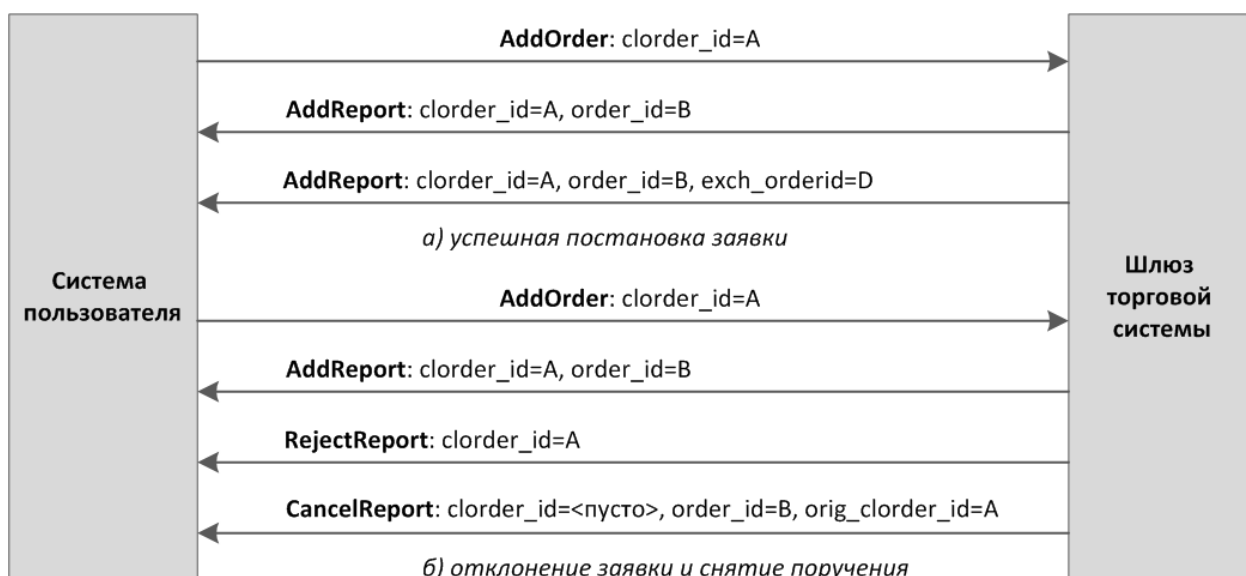 AddOrder: clorder_id=A
AddReport: clorder_id=A, order_id=B
AddReport: clorder_id=A, order_id=B, exch_orderid=D
а) успешная постановка заявки
Система
пользователя
Шлюз
торговой
системы
AddOrder: clorder_id=A
AddReport: clorder_id=A, order_id=B
RejectReport: clorder_id=A
CancelReport: clorder_id=<пусто>, order_id=B, orig_clorder_id=A
б) отклонение заявки и снятие поручения